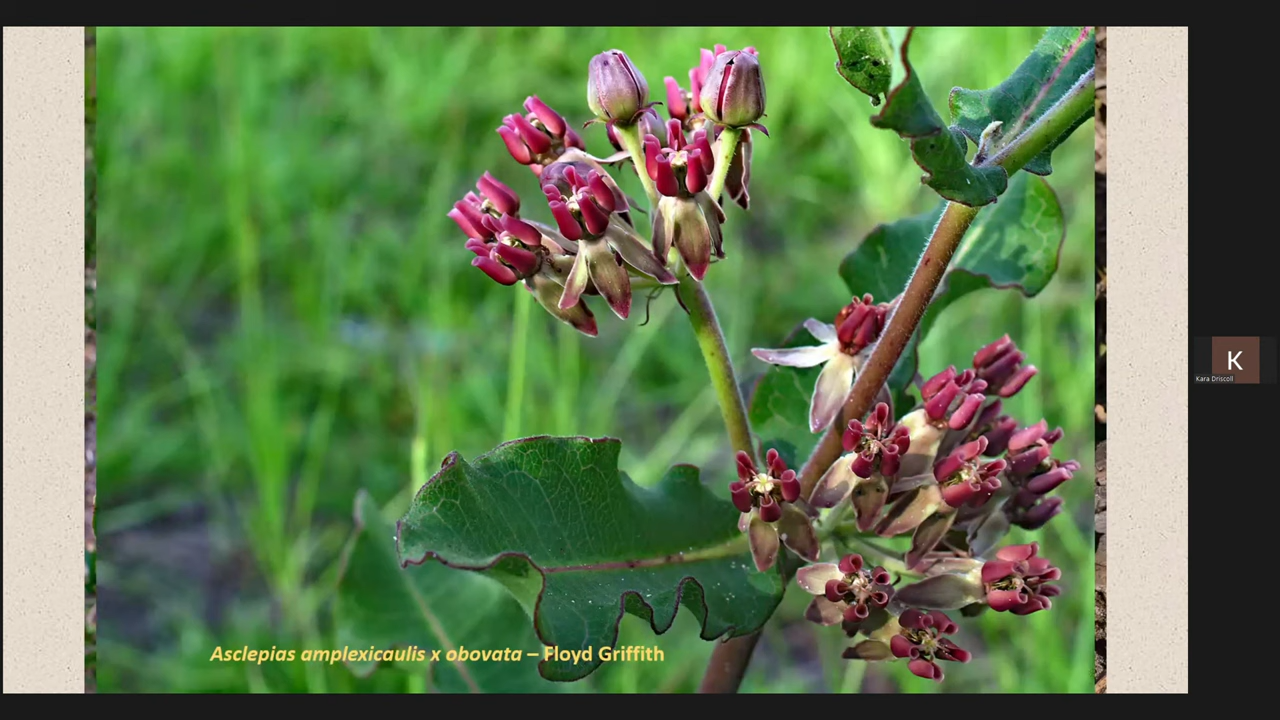 Asclepias amplexicaulis x obovata – Floyd Griffith
K
Kara Driscoll